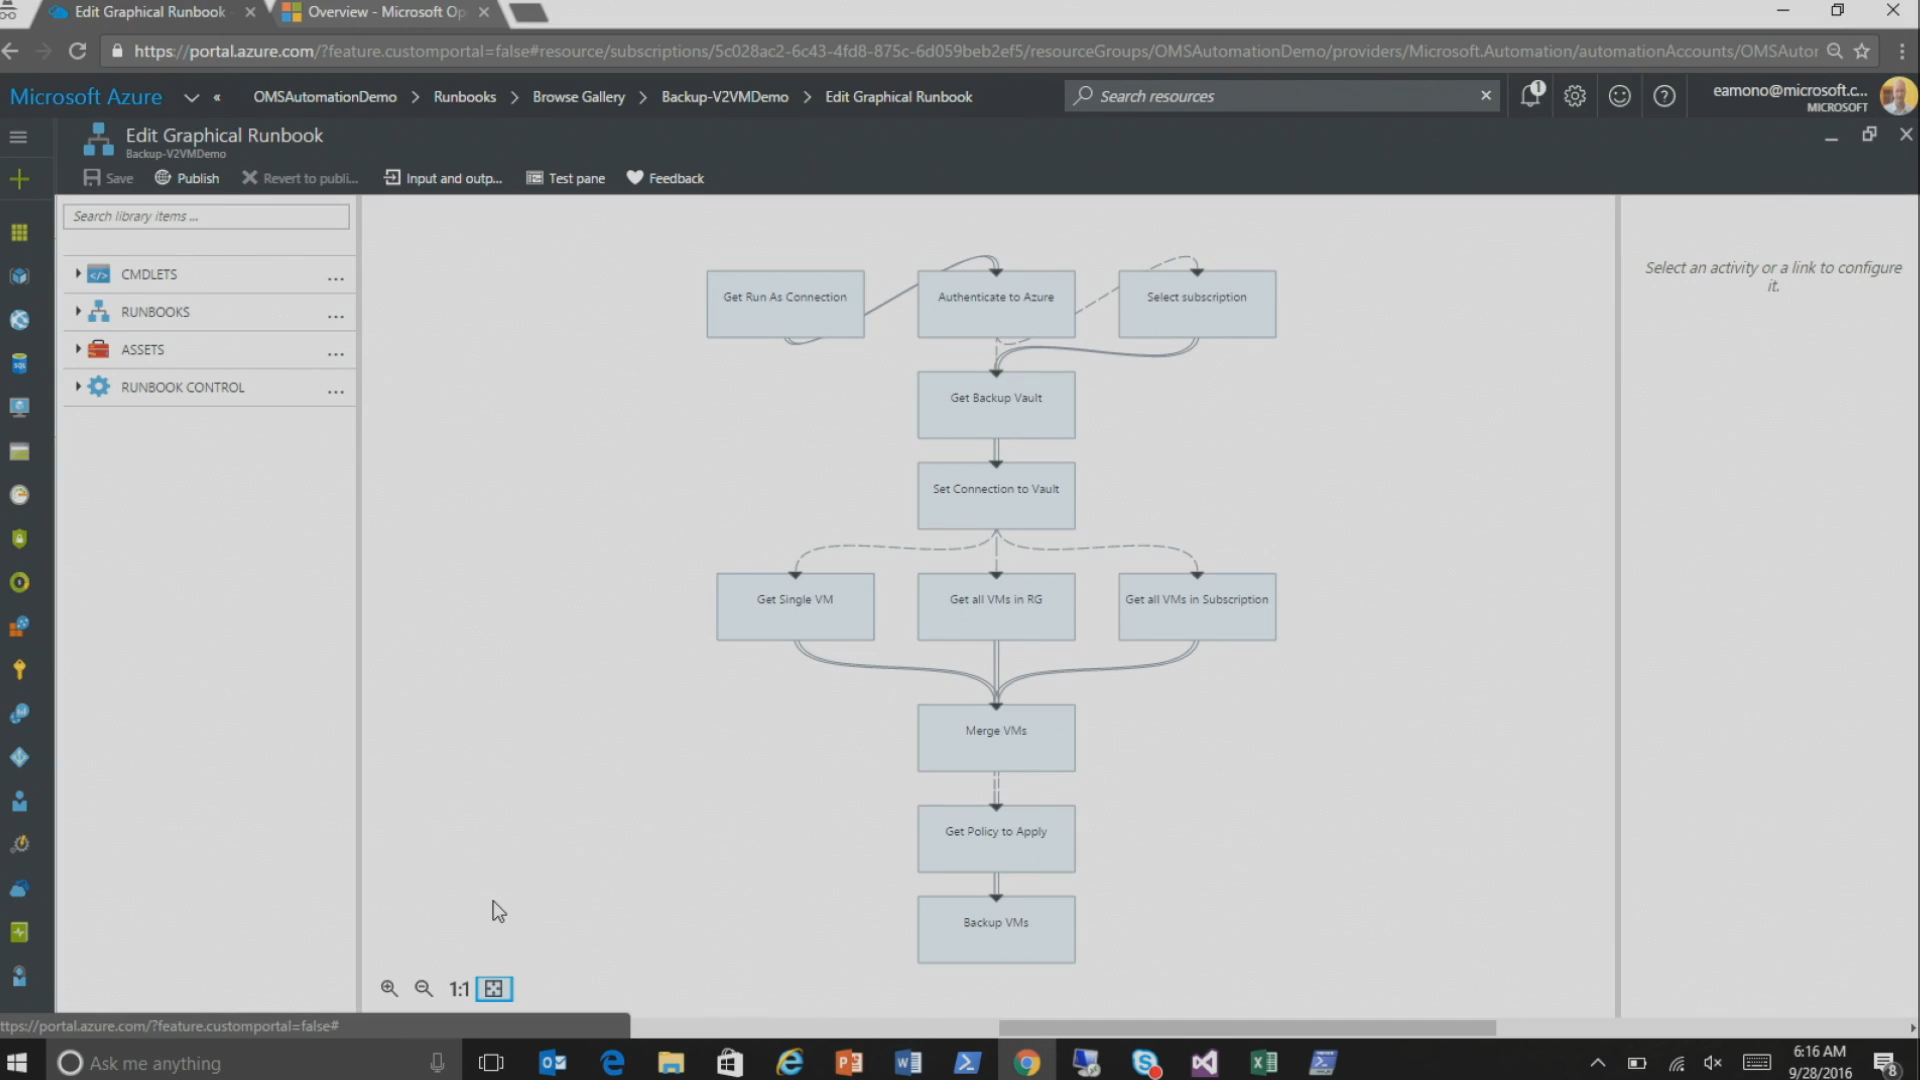 Edit Graphical Runbook
Overview - Microsoft Op
https://portal.azure.com/?feature.customportal=false#resource/subscriptions/5c028ac2-6c43-4fd8-875c-6d059beb2ef5/resourceGroups/OMSAutomationDemo/providers/Microsoft.Automation/automationAccounts/OMSAutor
Microsoft Azure
«
OMSAutomationDemo > Runbooks > Browse Gallery > Backup-V2VMDemo > Edit Graphical Runbook
Search resources
1
eamono@microsoft.c...
MICROSOFT
Edit Graphical Runbook
Backup-V2VMDemo
Save
Publish
Revert to publi...
Input and outp...
Test pane
Feedback
Search library items ...
CMDLETS ...
RUNBOOKS ...
ASSETS ...
RUNBOOK CONTROL ...
Get Run As Connection
Authenticate to Azure
Select subscription
Get Backup Vault
Set Connection to Vault
Get Single VM
Get all VMs in RG
Get all VMs in Subscription
Merge VMs
Get Policy to Apply
Backup VMs
Select an activity or a link to configure
it.
SQL
1:1
ttps://portal.azure.com/?feature.customportal=false#
Ask me anything
6:16 AM
9/28/2016
8